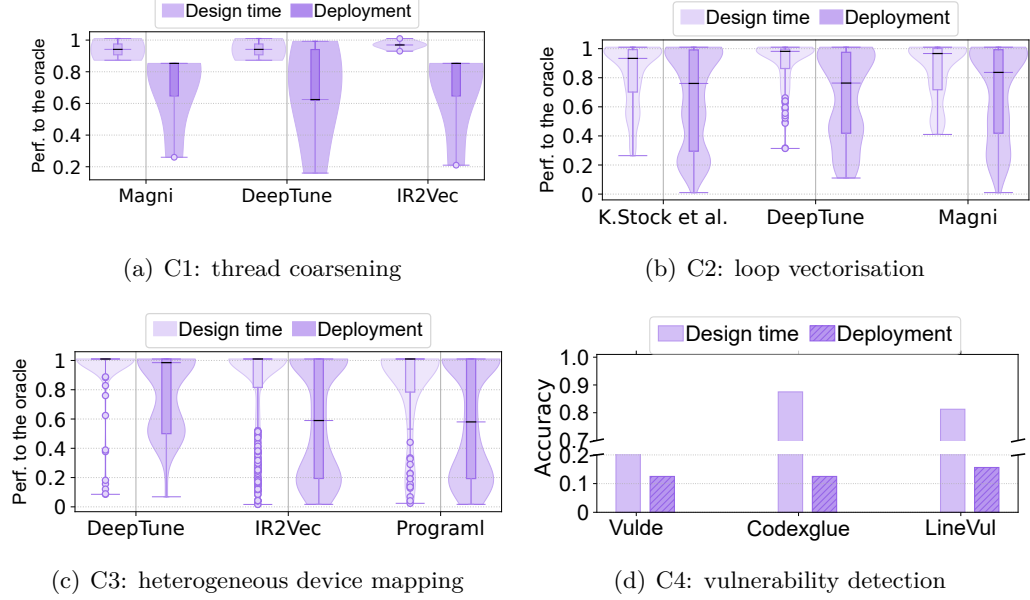 Design time Deployment
Perf. to the oracle
1
0.8
0.6
0.4
0.2
Magni DeepTune IR2Vec
(a) C1: thread coarsening
Design time Deployment
Perf. to the oracle
1
0.8
0.6
0.4
0.2
0
K.Stock et al. DeepTune Magni
(b) C2: loop vectorisation
Design time Deployment
Perf. to the oracle
1
0.8
0.6
0.4
0.2
0
DeepTune IR2Vec Programl
(c) C3: heterogeneous device mapping
Design time Deployment
Accuracy
1.0
0.9
0.8
0.7
0.2
0.1
0
Vulde Codexglue LineVul
(d) C4: vulnerability detection